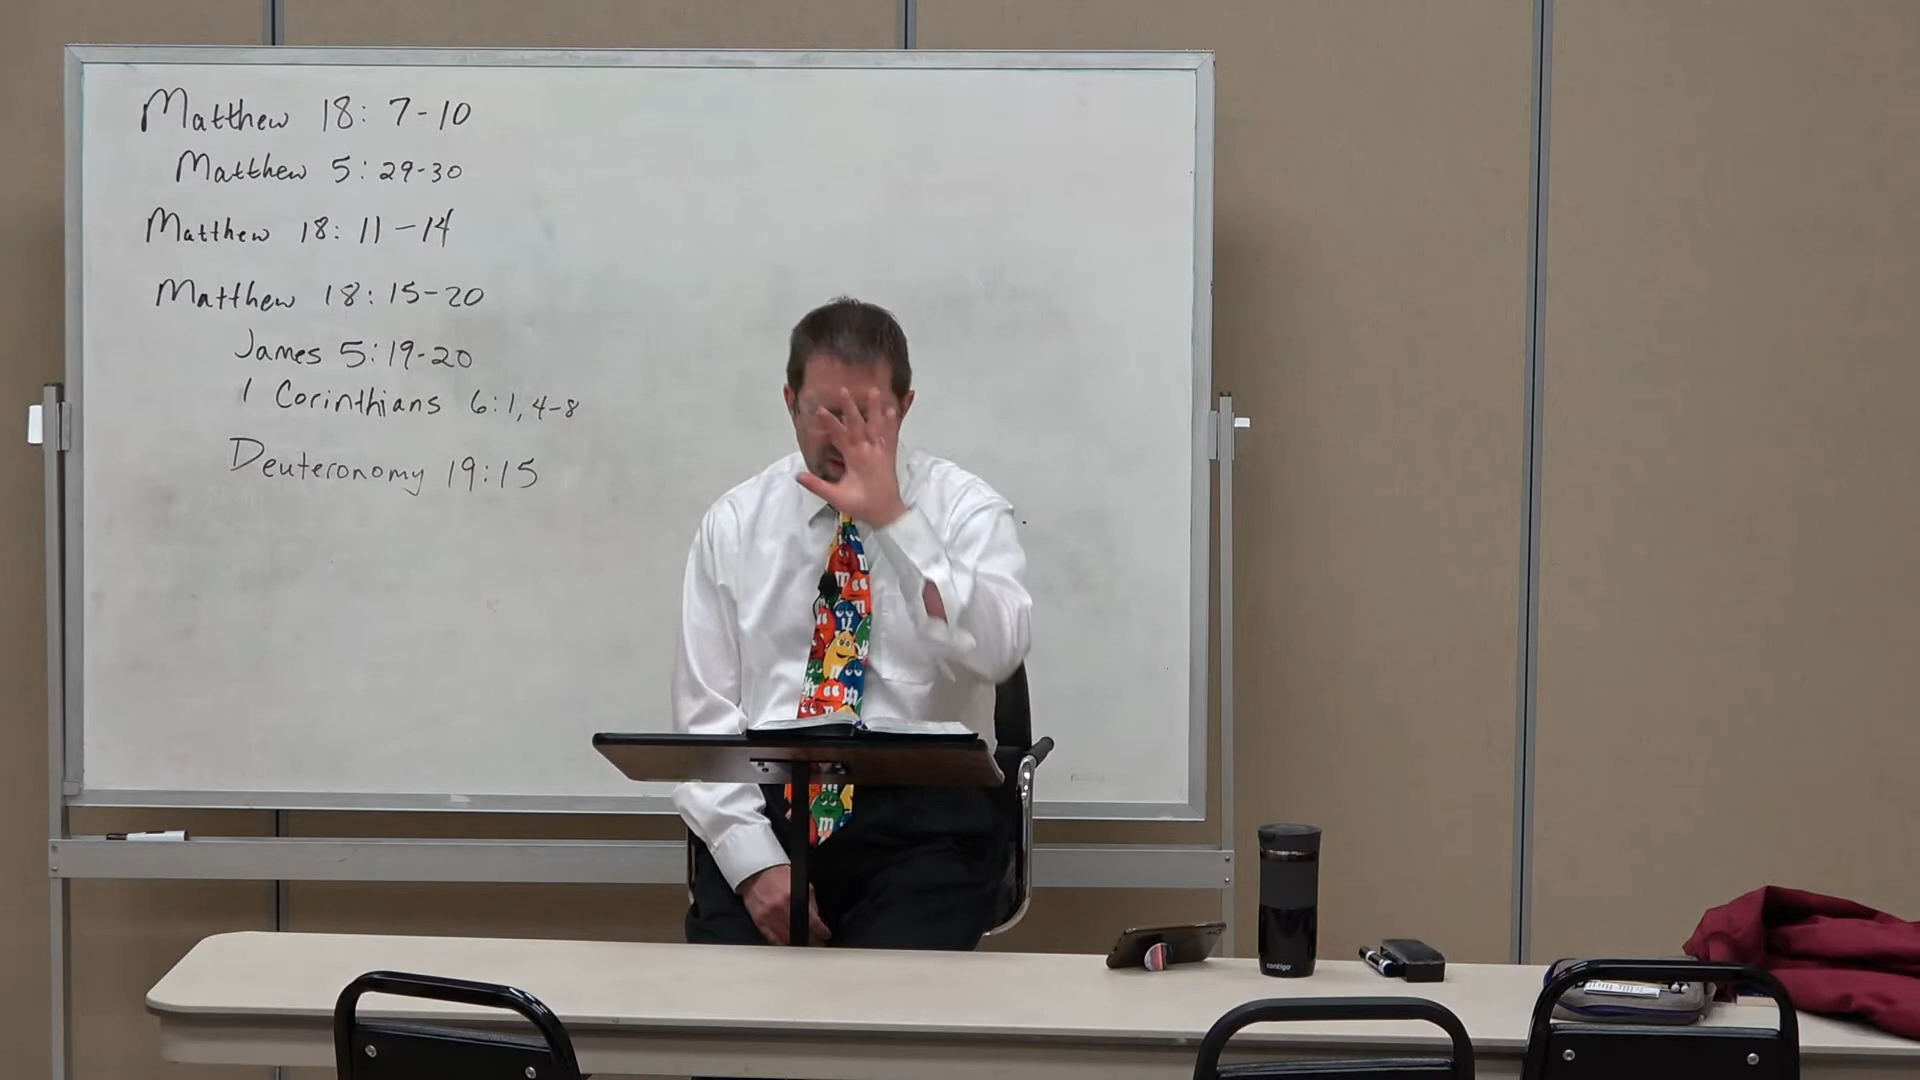 Matthew 18: 7-10
Matthew 5: 29-30
Matthew 18: 11-14
Matthew 18: 15-20
James 5:19-20
1 Corinthians 6:1, 4-8
Deuteronomy 19:15
m
m
m
m
m
contigo